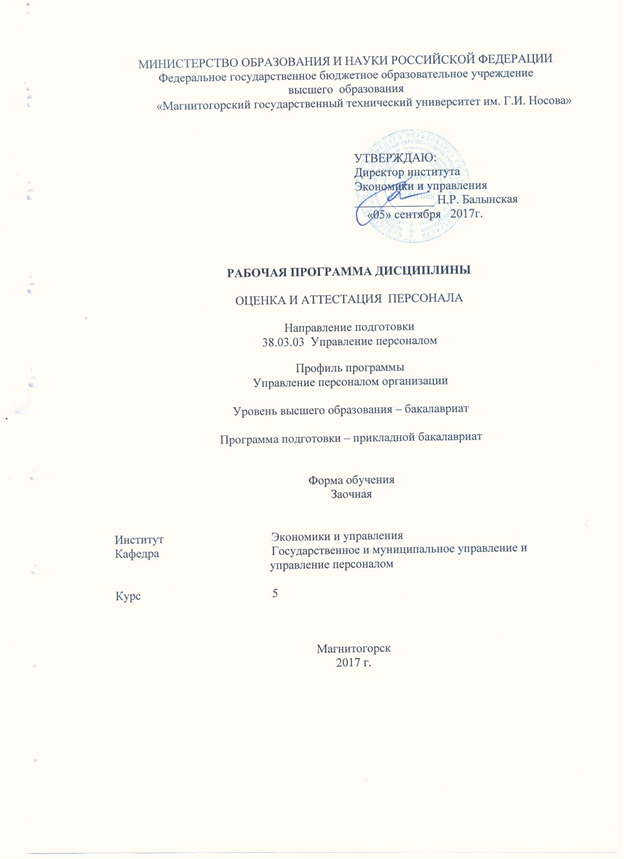 МИНИСТЕРСТВО ОБРАЗОВАНИЯ И НАУКИ РОССИЙСКОЙ ФЕДЕРАЦИИ
Федеральное государственное бюджетное образовательное учреждение
высшего образования
«Магнитогорский государственный технический университет им. Г.И. Носова»
УТВЕРЖДАЮ:
Директор института
Экономики и управления
Н.Р. Балынская
«05» сентября 2017г.
РАБОЧАЯ ПРОГРАММА ДИСЦИПЛИНЫ
ОЦЕНКА И АТТЕСТАЦИЯ ПЕРСОНАЛА
Направление подготовки
38.03.03 Управление персоналом
Профиль программы
Управление персоналом организации
Уровень высшего образования – бакалавриат
Программа подготовки – прикладной бакалавриат
Форма обучения
Заочная
Институт Экономики и управления
Кафедра Государственное и муниципальное управление и
управление персоналом
Курс 5
Магнитогорск
2017 г.